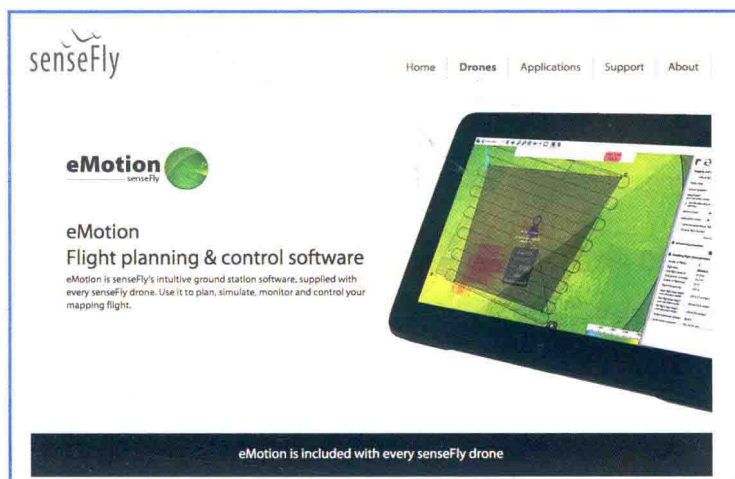 senseFly
Home Drones Applications Support About
eMotion
senseFly
eMotion
Flight planning & control software
eMotion is senseFly's intuitive ground station software, supplied with
every senseFly drone. Use it to plan, simulate, monitor and control your
mapping flight.
eMotion is included with every senseFly drone